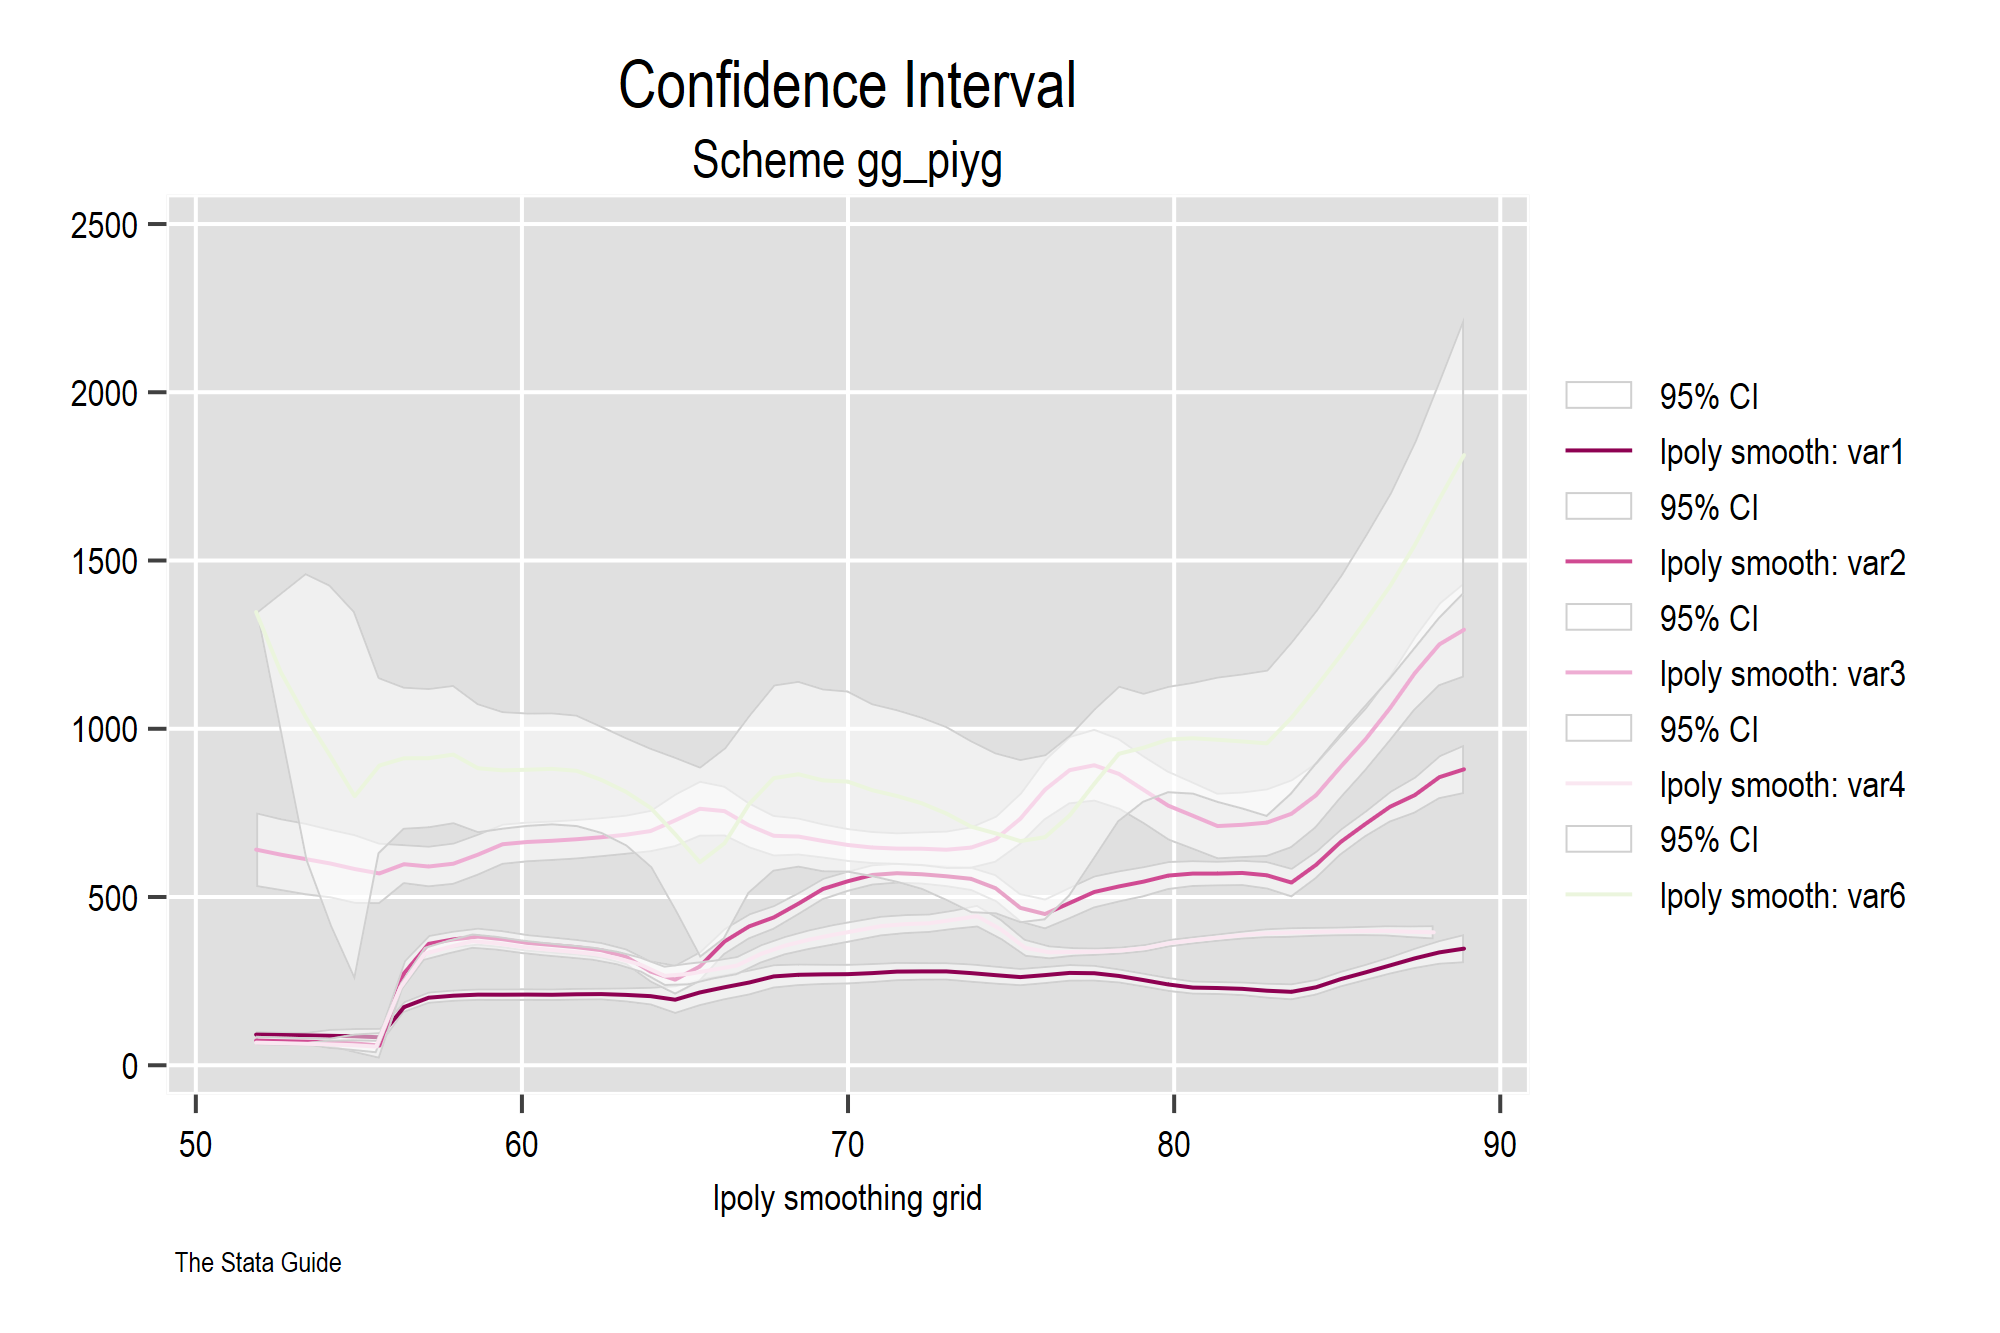 Confidence Interval
Scheme gg_piyg
2500
2000
1500
1000
500
0
50 60 70 80 90
lpoly smoothing grid
95% CI
lpoly smooth: var1
95% CI
lpoly smooth: var2
95% CI
lpoly smooth: var3
95% CI
lpoly smooth: var4
95% CI
lpoly smooth: var6
The Stata Guide